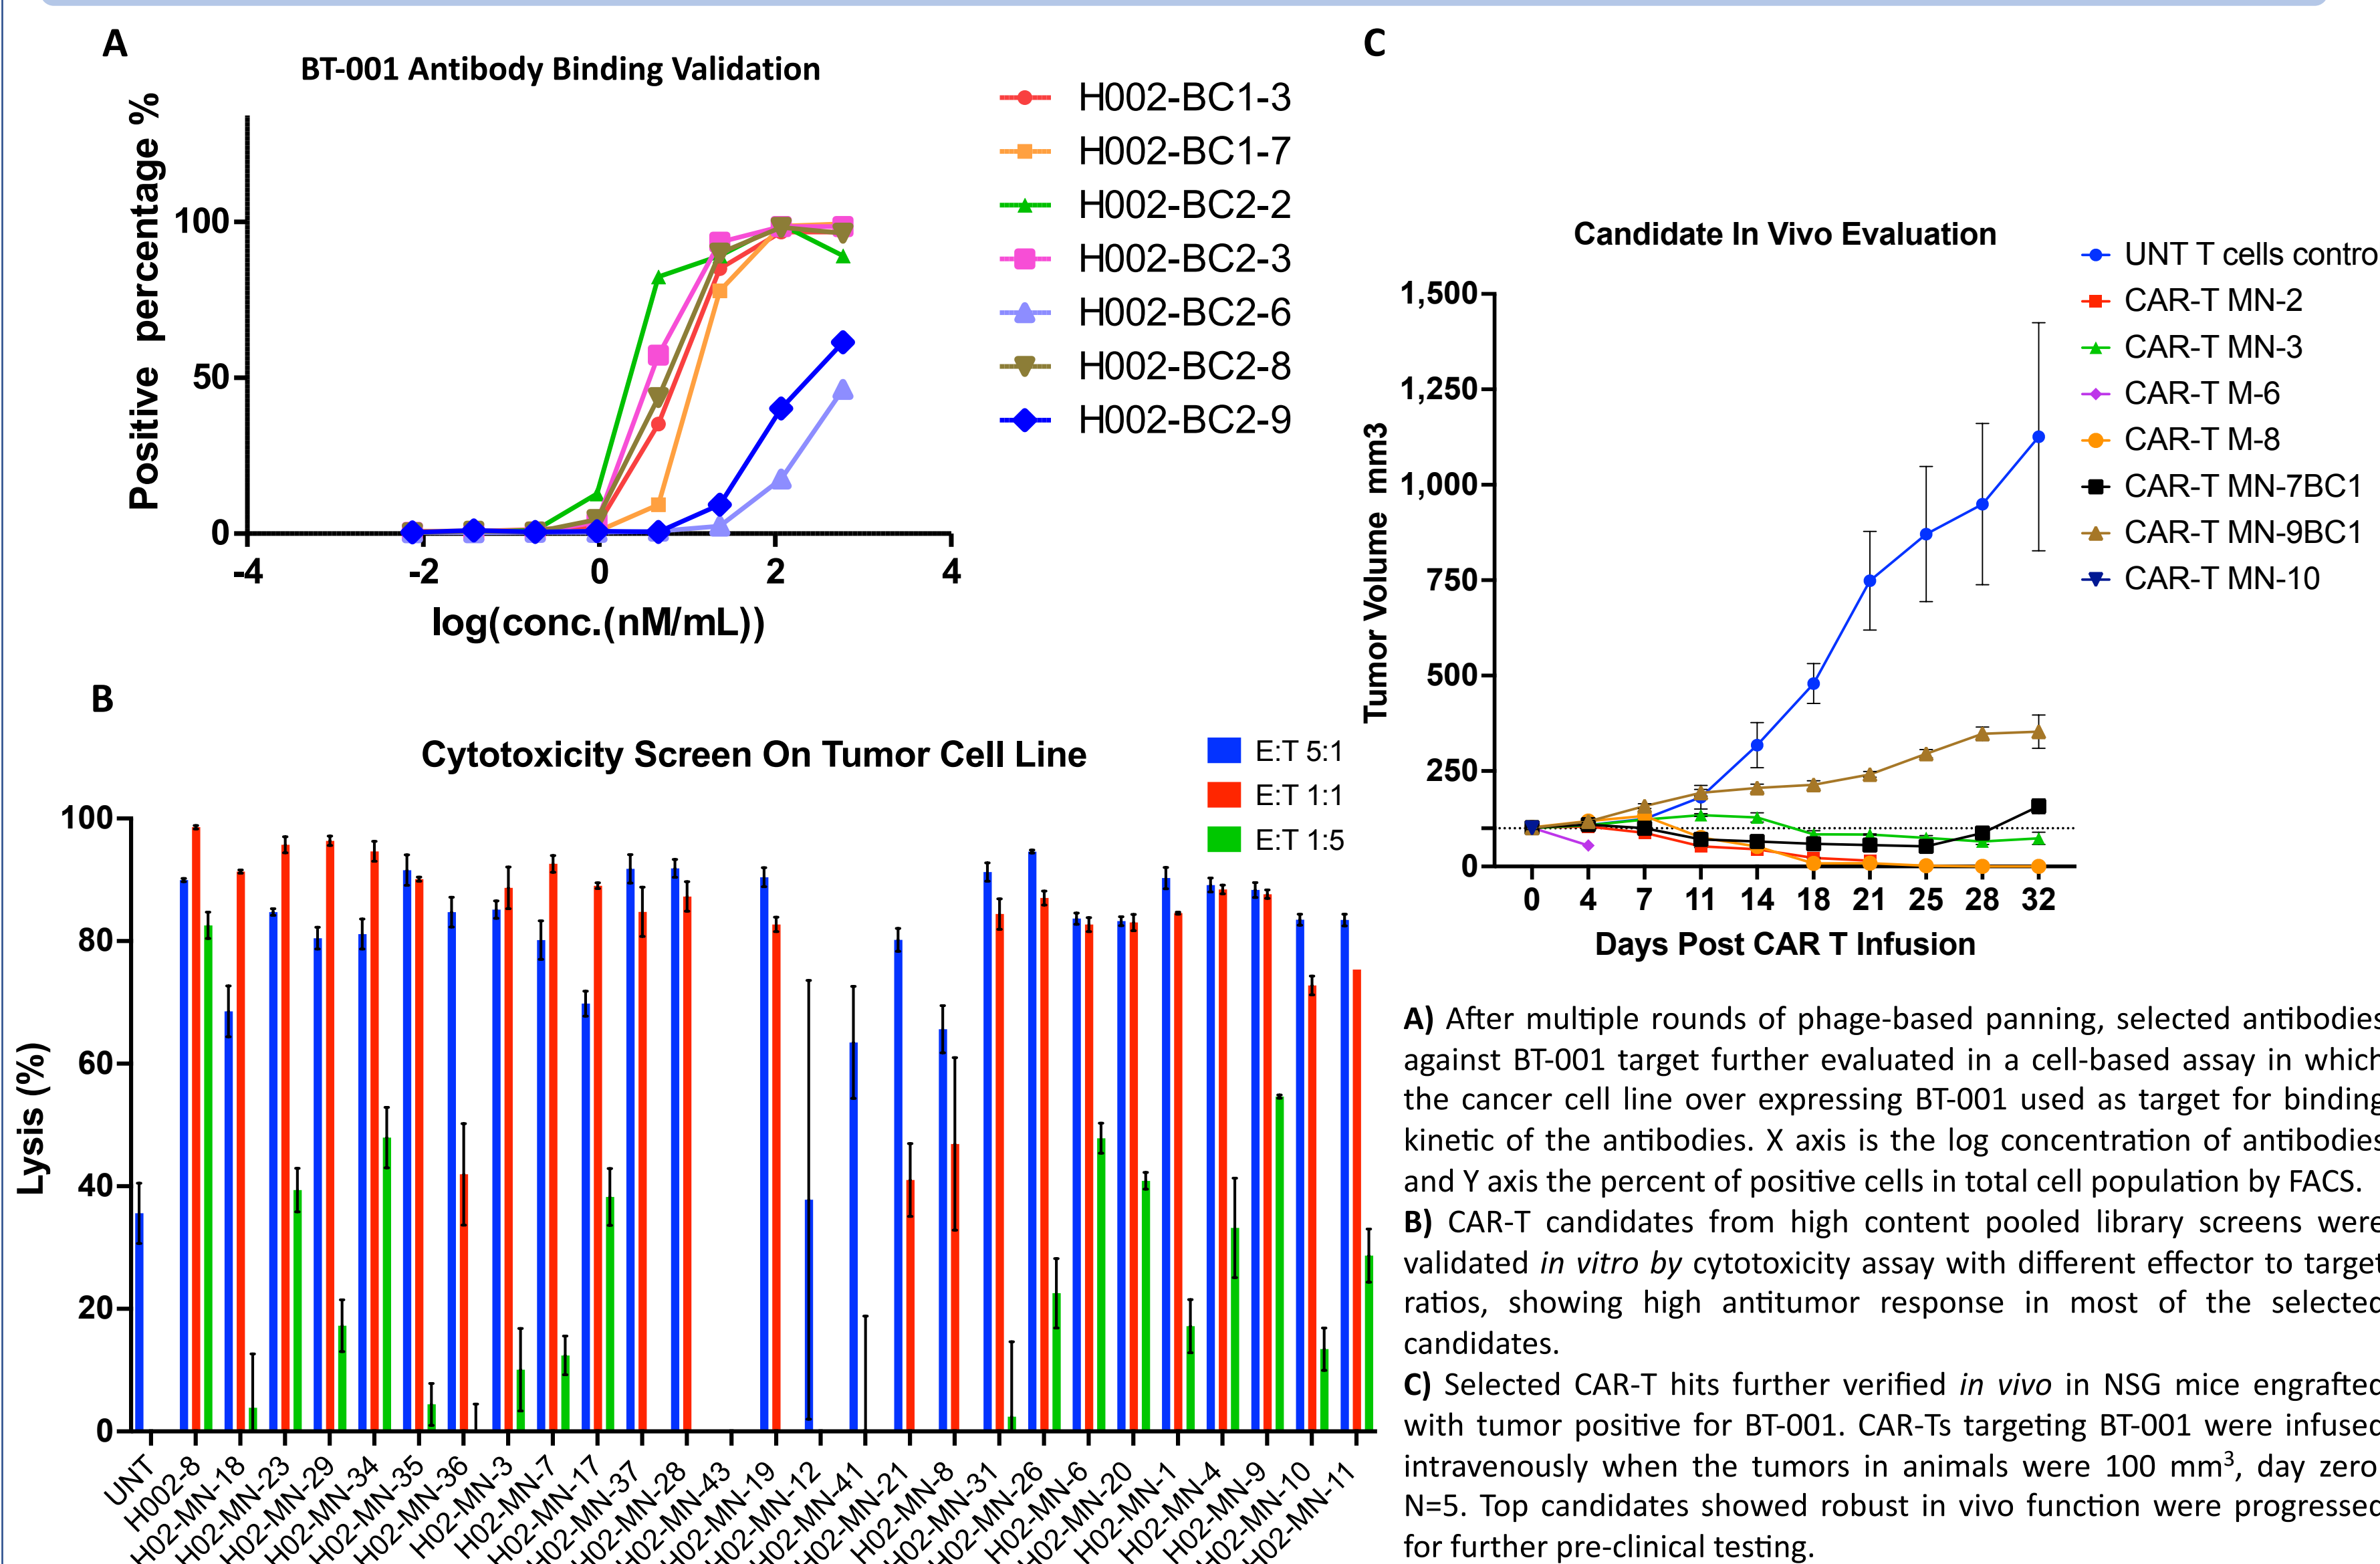 A
BT-001 Antibody Binding Validation
Positive percentage %
100
50
0
-4 -2 0 2 4
log(conc.(nM/mL))
H002-BC1-3
H002-BC1-7
H002-BC2-2
H002-BC2-3
H002-BC2-6
H002-BC2-8
H002-BC2-9
B
Cytotoxicity Screen On Tumor Cell Line
E:T 5:1
E:T 1:1
E:T 1:5
Lysis (%)
100
80
60
40
20
0
UNT
H002-8
H02-MN-18
H02-MN-23
H02-MN-29
H02-MN-34
H02-MN-35
H02-MN-36
H02-MN-3
H02-MN-7
H02-MN-17
H02-MN-37
H02-MN-28
H02-MN-43
H02-MN-19
H02-MN-12
H02-MN-41
H02-MN-21
H02-MN-8
H02-MN-31
H02-MN-26
H02-MN-6
H02-MN-20
H02-MN-1
H02-MN-4
H02-MN-9
H02-MN-10
H02-MN-11
C
Candidate In Vivo Evaluation
Tumor Volume mm3
1,500
1,250
1,000
750
500
250
0
0 4 7 11 14 18 21 25 28 32
Days Post CAR T Infusion
UNT T cells contro
CAR-T MN-2
CAR-T MN-3
CAR-T M-6
CAR-T M-8
CAR-T MN-7BC1
CAR-T MN-9BC1
CAR-T MN-10
A) After multiple rounds of phage-based panning, selected antibodies
against BT-001 target further evaluated in a cell-based assay in which
the cancer cell line over expressing BT-001 used as target for binding
kinetic of the antibodies. X axis is the log concentration of antibodies
and Y axis the percent of positive cells in total cell population by FACS.
B) CAR-T candidates from high content pooled library screens were
validated in vitro by cytotoxicity assay with different effector to target
ratios, showing high antitumor response in most of the selected
candidates.
C) Selected CAR-T hits further verified in vivo in NSG mice engrafted
with tumor positive for BT-001. CAR-Ts targeting BT-001 were infused
intravenously when the tumors in animals were 100 mm³, day zero
N=5. Top candidates showed robust in vivo function were progressed
for further pre-clinical testing.